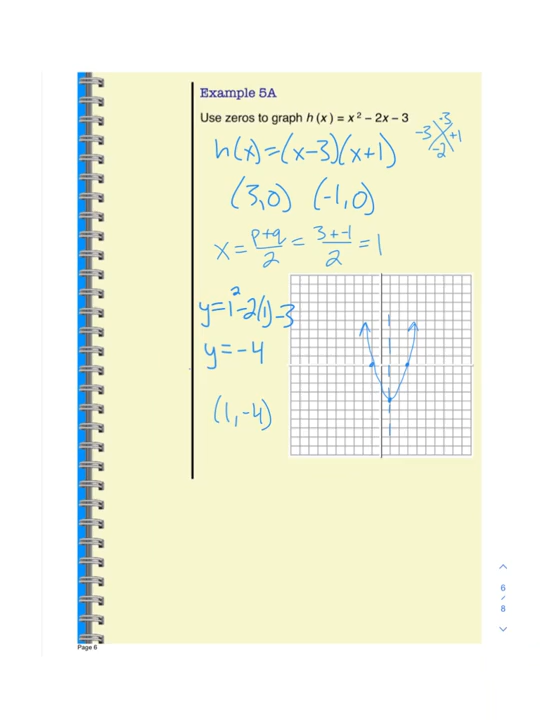 Example 5A
Use zeros to graph h (x) = x² – 2x – 3
h(x)=(x-3)(x+1)
-3
-3 +1
-2
(3,0) (-1,0)
x = p+q/2 = 3+-1/2 = 1
y=1²-2(1)-3
y=-4
(1,-4)
6
/
8
Page 6